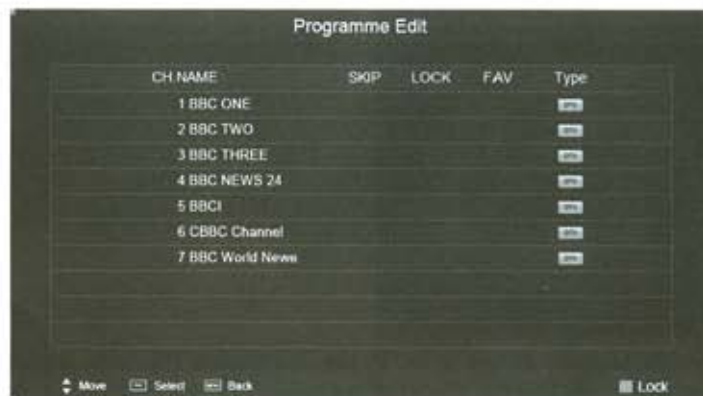 Programme Edit
CH NAME SKIP LOCK FAV Type
1 BBC ONE
2 BBC TWO
3 BBC THREE
4 BBC NEWS 24
5 BBCI
6 CBBC Channel
7 BBC World Newe
Move Select Back Lock